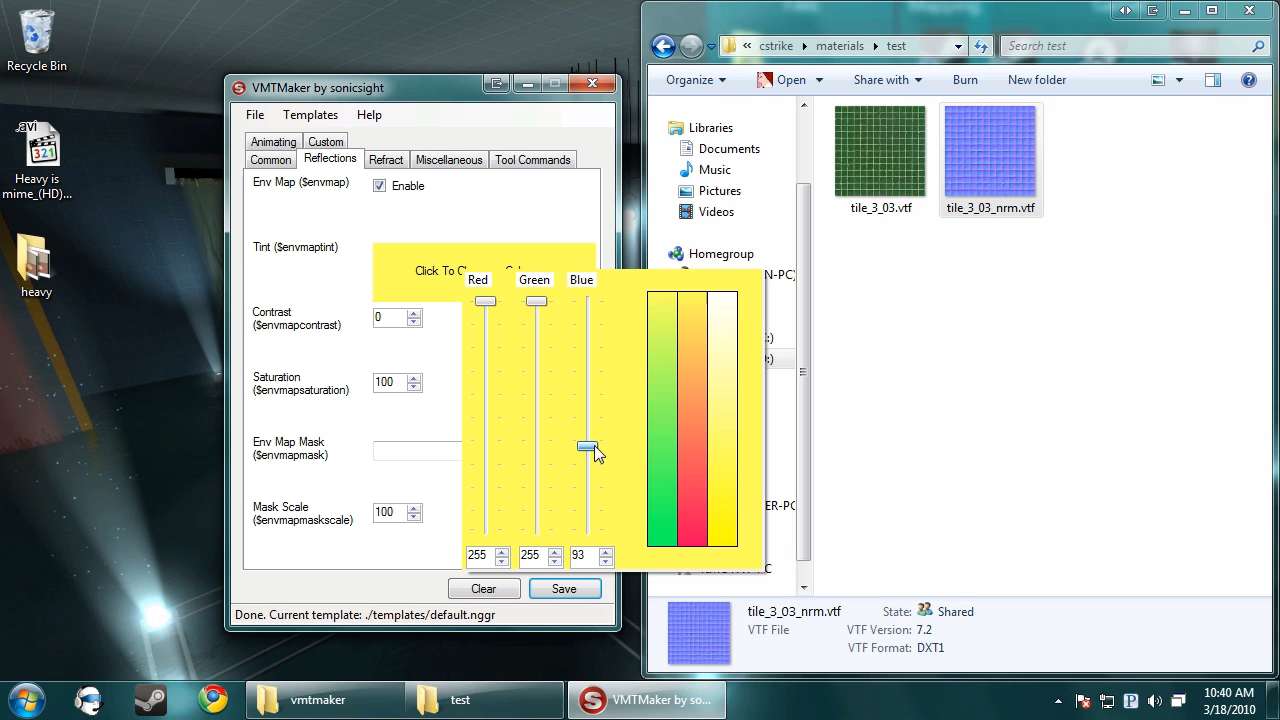 Recycle Bin
.avi
321
Heavy is
mime_(HD)...
heavy
VMTMaker by sonicsight
Help
Animating
Custom
Refract
Miscellaneous
Tool Commands
Env Map ($envmap)
Enable
Tint ($envmaptint)
Contrast
($envmapcontrast)
0
Saturation
($envmapsaturation)
100
Env Map Mask
($envmapmask)
Mask Scale
($envmapmaskscale)
100
Clear
Save
Done. Current template: ./templates/default.nggr
Click To
Red
Green
Blue
255
255
93
« cstrike
materials
test
Search test
Organize
Open
Share with
Burn
New folder
Libraries
Documents
Music
Pictures
Videos
Homegroup
N-PC)
:)
:)
ER-PC
tile_3_03.vtf
tile_3_03_nrm.vtf
tile_3_03_nrm.vtf
State:
Shared
VTF File
VTF Version: 7.2
VTF Format: DXT1
vmtmaker
test
VMTMaker by so...
10:40 AM
3/18/2010